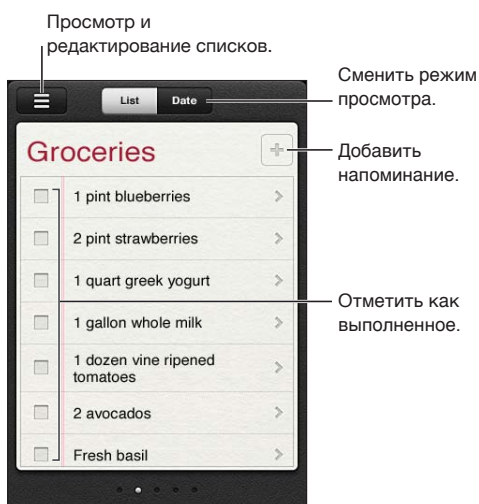 Просмотр и
редактирование списков.
Сменить режим
просмотра.
List
Date
Groceries
Добавить
напоминание.
1 pint blueberries
2 pint strawberries
1 quart greek yogurt
1 gallon whole milk
Отметить как
выполненное.
1 dozen vine ripened
tomatoes
2 avocados
Fresh basil